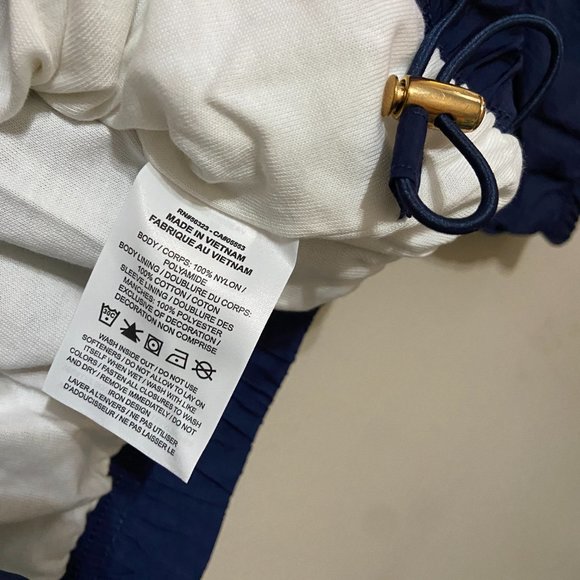 RN#56323 - CA#05553
MADE IN VIETNAM
FABRIQUE AU VIETNAM
BODY / CORPS: 100% NYLON /
POLYAMIDE
BODY LINING / DOUBLURE DU CORPS:
100% COTTON / COTON
SLEEVE LINING / DOUBLURE DES
MANCHES: 100% POLYESTER
EXCLUSIVE OF DECORATION /
DECORATION NON COMPRISE
30
WASH INSIDE OUT / DO NOT USE
SOFTENERS / DO NOT ALLOW TO LAY ON
ITSELF WHEN WET / WASH WITH LIKE
COLORS / FASTEN ALL CLOSURES TO WASH
AND DRY / REMOVE IMMEDIATELY / DO NOT
IRON DESIGN
LAVER A L'ENVERS / NE PAS UTILISER
D'ADOUCISSEUR / NE PAS LAISSER LE